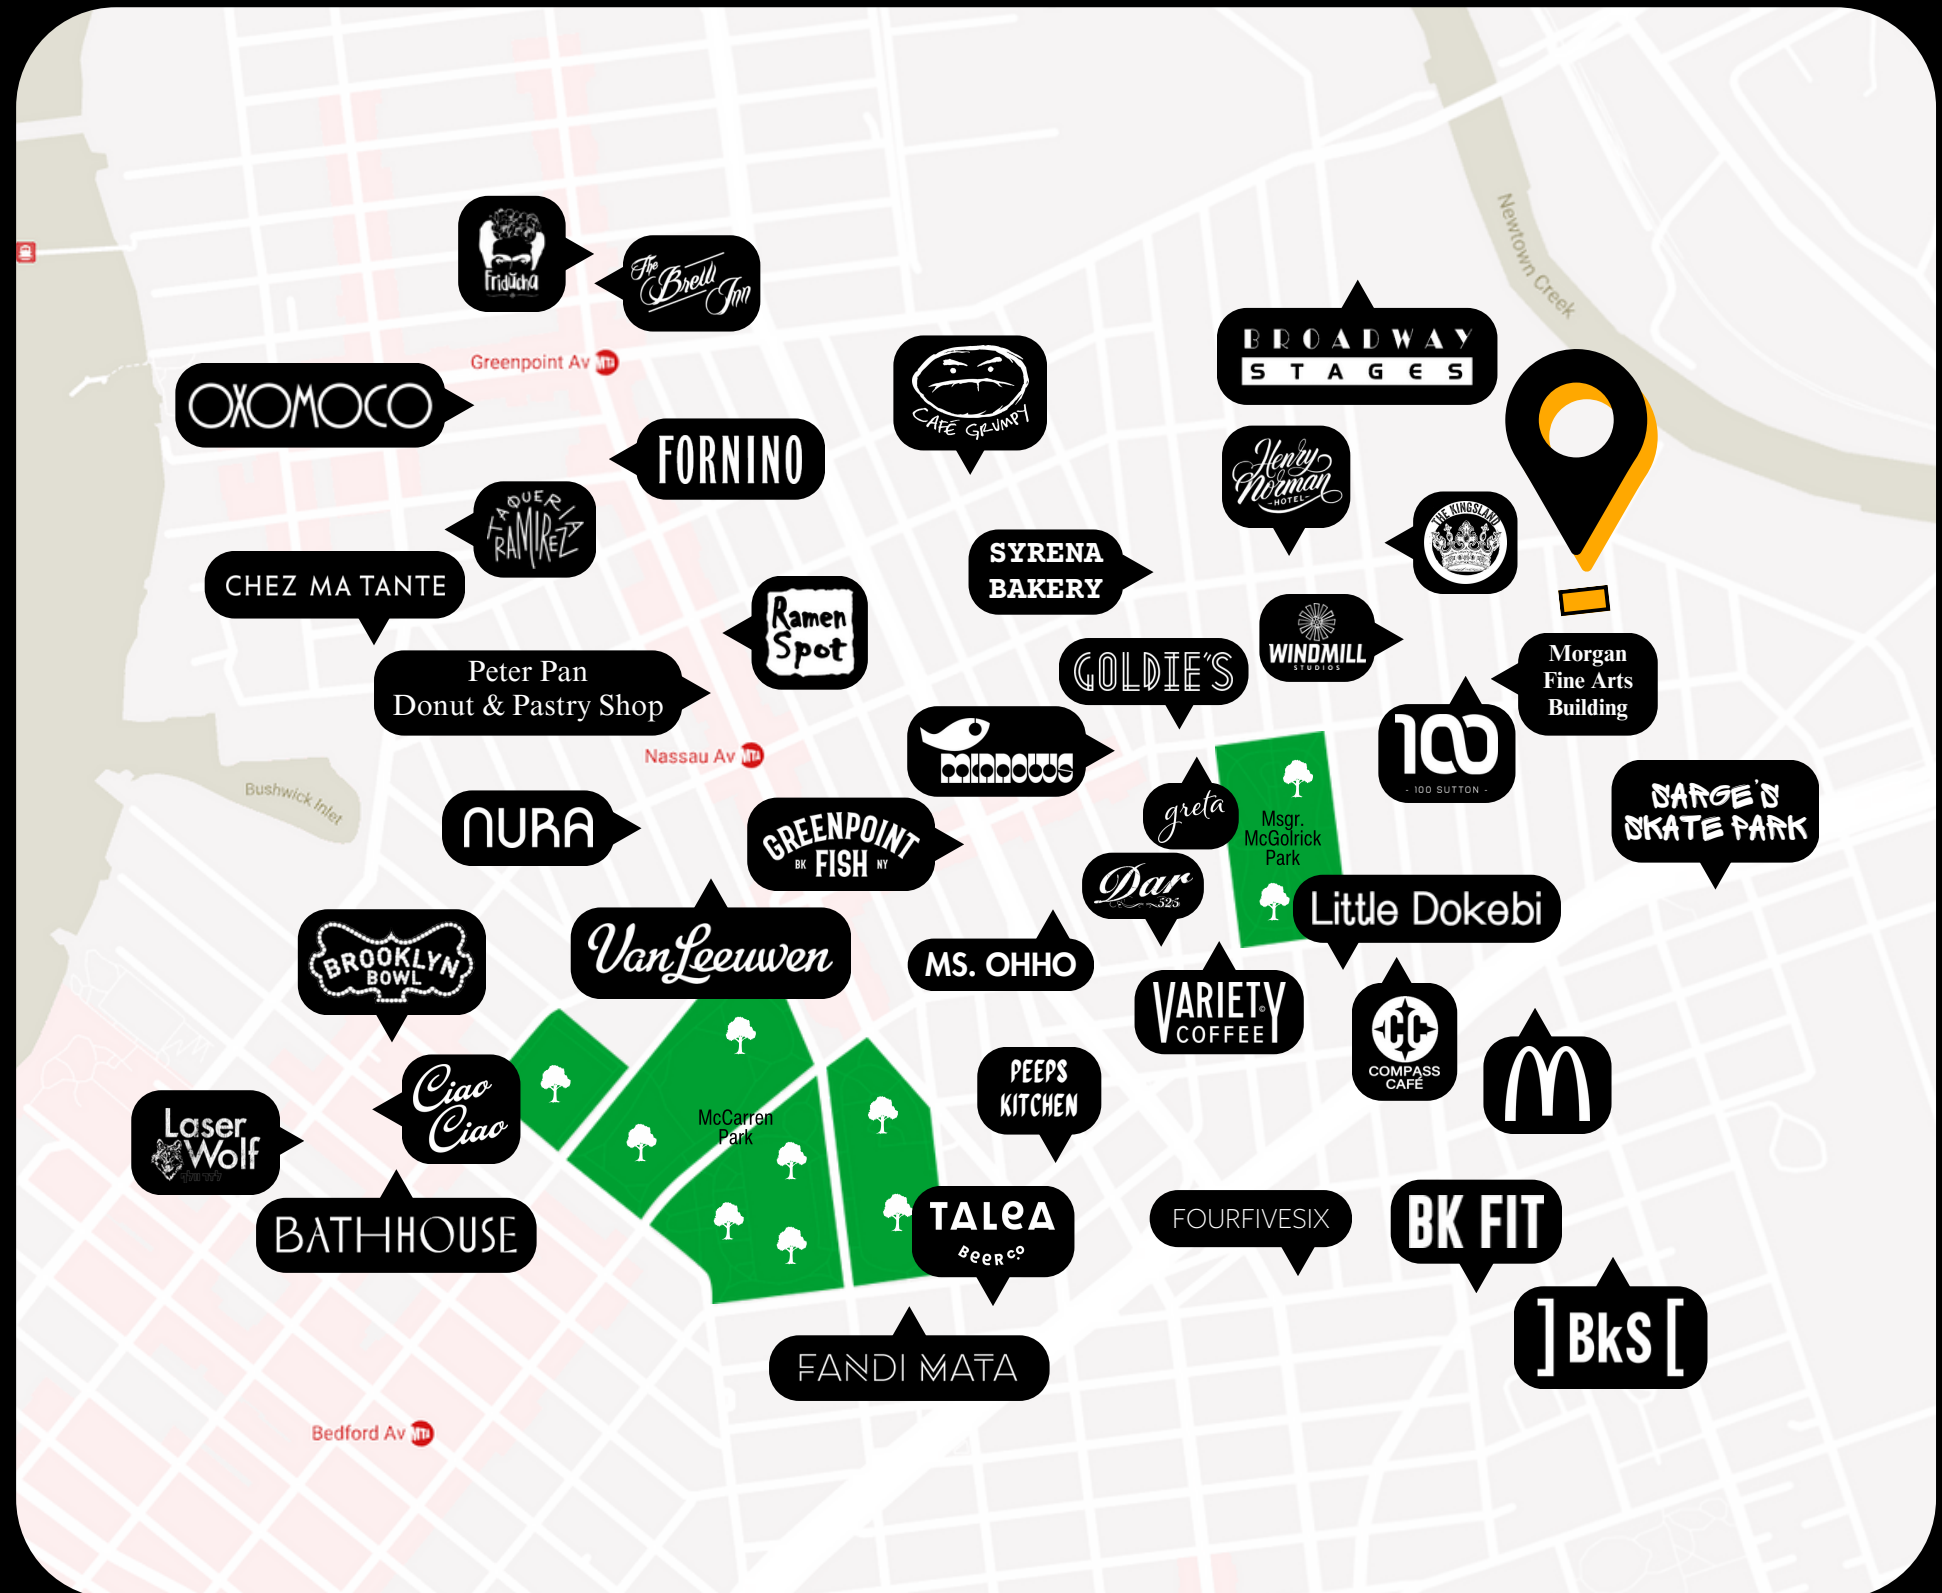 Newtown Creek
Fridūcha
The
Brew
Inn
BROADWAY
STAGES
Greenpoint Av
OXOMOCO
CAFÉ GRUMPY
FORNINO
Henry
Norman
- HOTEL -
THE KINGSLAND
TAQUERIA
RAMIREZ
SYRENA
BAKERY
CHEZ MA TANTE
Ramen
Spot
WINDMILL
STUDIOS
Morgan
Fine Arts
Building
GOLDIE'S
Peter Pan
Donut & Pastry Shop
100
- 100 SUTTON -
Nassau Av
MINNOWS
Bushwick Inlet
SARGE'S
SKATE PARK
greta
Msgr.
McGolrick
Park
NURA
GREENPOINT
BK FISH NY
Dar
525
Little Dokebi
VanLeeuwen
BROOKLYN
BOWL
MS. OHHO
VARIETY
COFFEE
CC
COMPASS
CAFÉ
PEEPS
KITCHEN
Ciao
Ciao
McCarren
Park
Laser
Wolf
BATHHOUSE
TALEA
BEER CO
FOURFIVESIX
BK FIT
]BkS[
FANDI MATA
Bedford Av